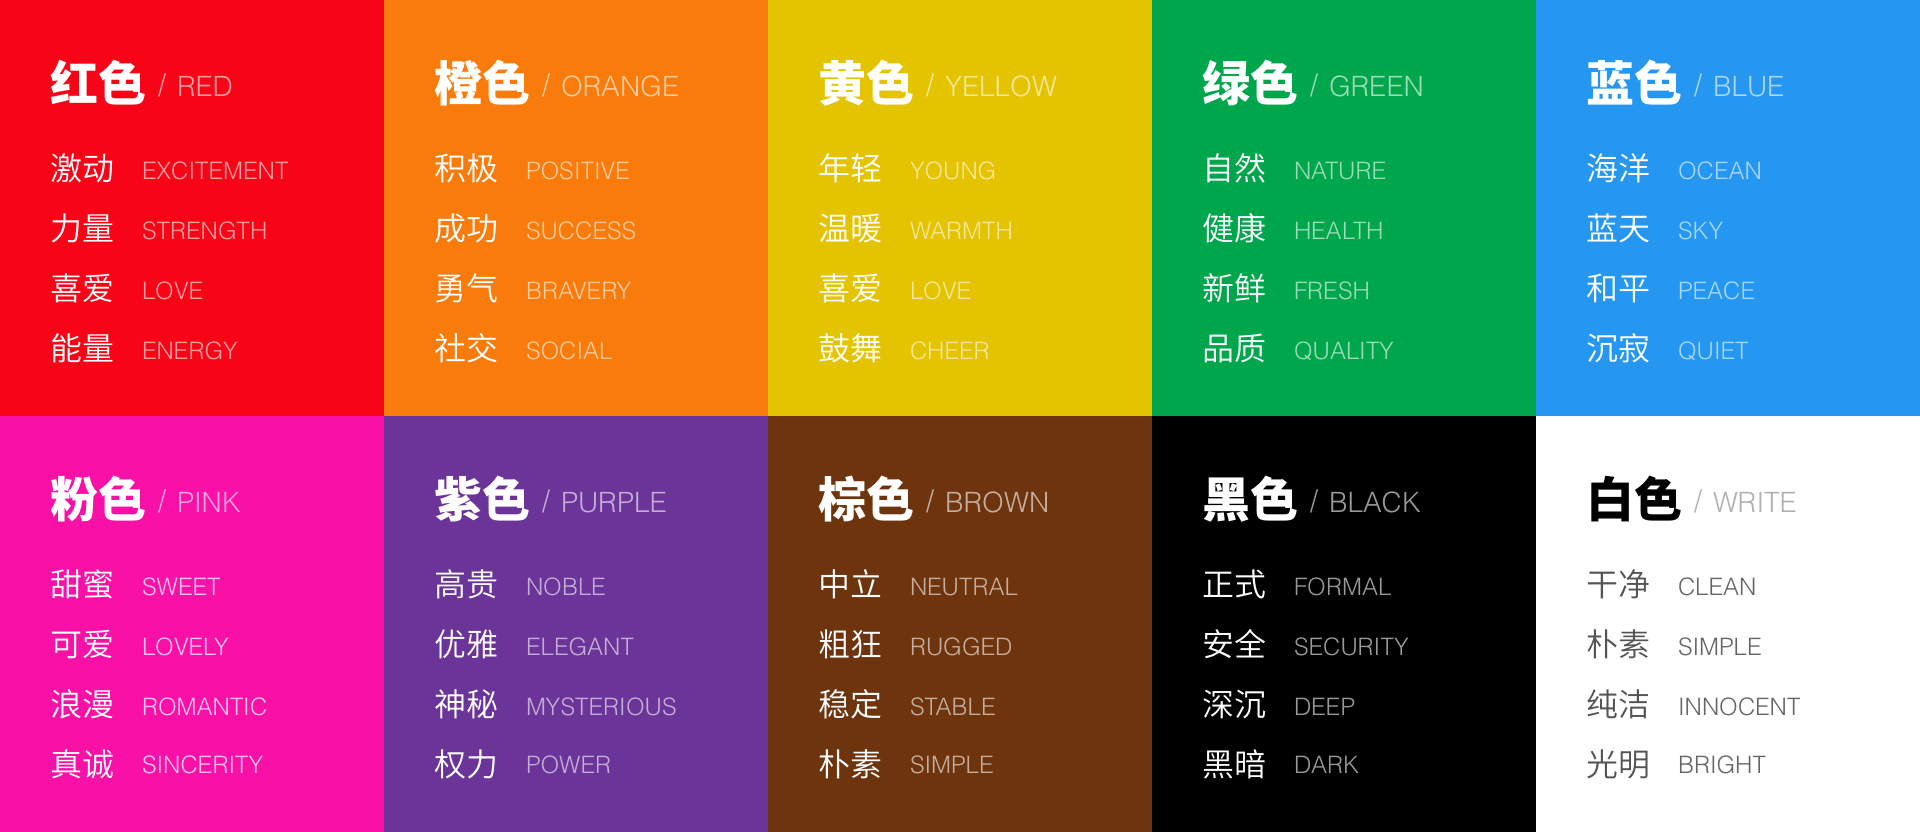 红色 / RED
激动 EXCITEMENT
力量 STRENGTH
喜爱 LOVE
能量 ENERGY
橙色 / ORANGE
积极 POSITIVE
成功 SUCCESS
勇气 BRAVERY
社交 SOCIAL
黄色 / YELLOW
年轻 YOUNG
温暖 WARMTH
喜爱 LOVE
鼓舞 CHEER
绿色 / GREEN
自然 NATURE
健康 HEALTH
新鲜 FRESH
品质 QUALITY
蓝色 / BLUE
海洋 OCEAN
蓝天 SKY
和平 PEACE
沉寂 QUIET
粉色 / PINK
甜蜜 SWEET
可爱 LOVELY
浪漫 ROMANTIC
真诚 SINCERITY
紫色 / PURPLE
高贵 NOBLE
优雅 ELEGANT
神秘 MYSTERIOUS
权力 POWER
棕色 / BROWN
中立 NEUTRAL
粗狂 RUGGED
稳定 STABLE
朴素 SIMPLE
黑色 / BLACK
正式 FORMAL
安全 SECURITY
深沉 DEEP
黑暗 DARK
白色 / WRITE
干净 CLEAN
朴素 SIMPLE
纯洁 INNOCENT
光明 BRIGHT